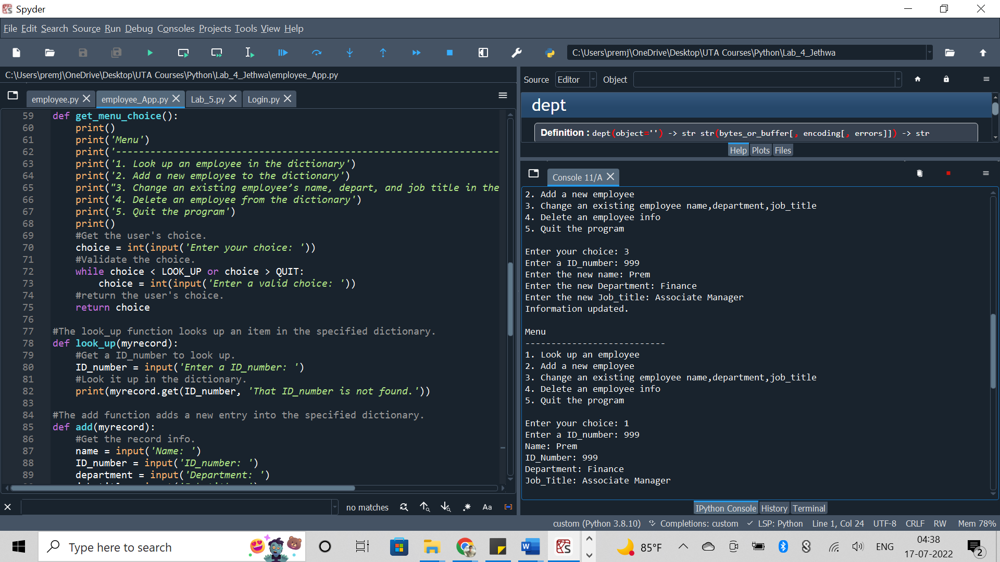 Spyder
File Edit Search Source Run Debug Consoles Projects Tools View Help
C:\Users\premj\OneDrive\Desktop\UTA Courses\Python\Lab_4_Jethwa
C:\Users\premj\OneDrive\Desktop\UTA Courses\Python\Lab_4_Jethwa\employee_App.py
employee.py employee_App.py Lab_5.py Login.py
59 def get_menu_choice():
60 print()
61 print('Menu')
62 print('--------------------------------------------------------------------
63 print('1. Look up an employee in the dictionary')
64 print('2. Add a new employee to the dictionary')
65 print("3. Change an existing employee’s name, depart, and job title in the
66 print('4. Delete an employee from the dictionary')
67 print('5. Quit the program')
68 print()
69 #Get the user's choice.
70 choice = int(input('Enter your choice: '))
71 #Validate the choice.
72 while choice < LOOK_UP or choice > QUIT:
73 choice = int(input('Enter a valid choice: '))
74 #return the user's choice.
75 return choice
76
77 #The look_up function looks up an item in the specified dictionary.
78 def look_up(myrecord):
79 #Get a ID_number to look up.
80 ID_number = input('Enter a ID_number: ')
81 #Look it up in the dictionary.
82 print(myrecord.get(ID_number, 'That ID_number is not found.'))
83
84 #The add function adds a new entry into the specified dictionary.
85 def add(myrecord):
86 #Get the record info.
87 name = input('Name: ')
88 ID_number = input('ID_number: ')
89 department = input('Department: ')
no matches Aa
Source Editor Object
dept
Definition : dept(object='') -> str str(bytes_or_buffer[, encoding[, errors]]) -> str
Help Plots Files
Console 11/A
2. Add a new employee
3. Change an existing employee name,department,job_title
4. Delete an employee info
5. Quit the program
Enter your choice: 3
Enter a ID_number: 999
Enter the new name: Prem
Enter the new Department: Finance
Enter the new Job_title: Associate Manager
Information updated.
Menu
---------------------------
1. Look up an employee
2. Add a new employee
3. Change an existing employee name,department,job_title
4. Delete an employee info
5. Quit the program
Enter your choice: 1
Enter a ID_number: 999
Name: Prem
ID_Number: 999
Department: Finance
Job_Title: Associate Manager
IPython Console History Terminal
custom (Python 3.8.10) Completions: custom LSP: Python Line 1, Col 24 UTF-8 CRLF RW Mem 78%
Type here to search
85°F
ENG
04:38
17-07-2022
2